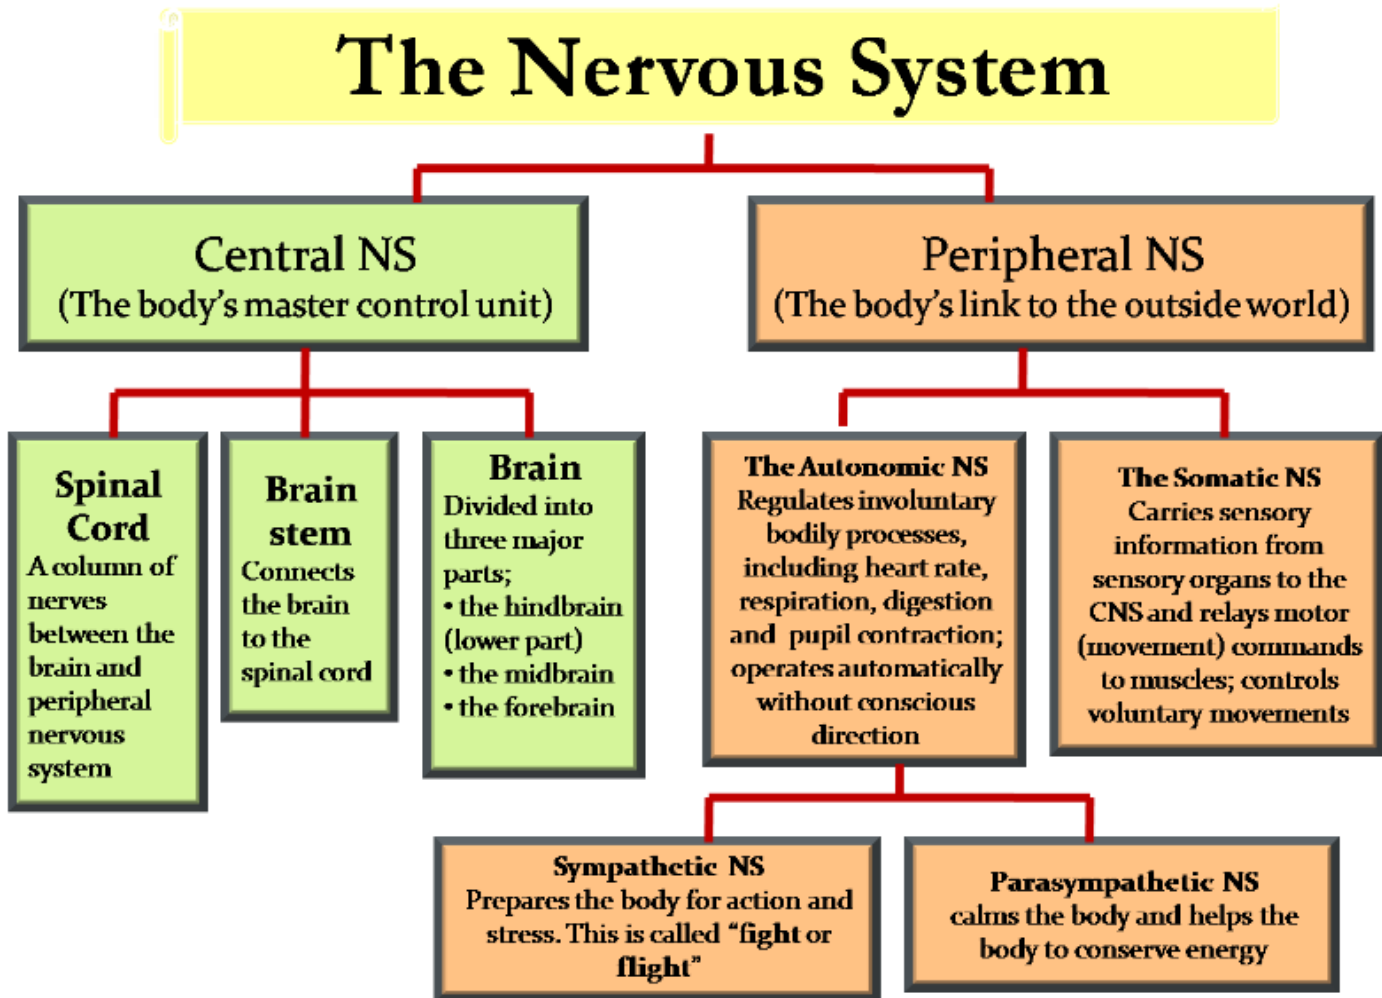 The Nervous System
Central NS
(The body's master control unit)
Peripheral NS
(The body's link to the outside world)
Spinal
Cord
A column of
nerves
between the
brain and
peripheral
nervous
system
Brain
stem
Connects
the brain
to the
spinal cord
Brain
Divided into
three major
parts;
• the hindbrain
(lower part)
• the midbrain
• the forebrain
The Autonomic NS
Regulates involuntary
bodily processes,
including heart rate,
respiration, digestion
and pupil contraction;
operates automatically
without conscious
direction
The Somatic NS
Carries sensory
information from
sensory organs to the
CNS and relays motor
(movement) commands
to muscles; controls
voluntary movements
Sympathetic NS
Prepares the body for action and
stress. This is called "fight or
flight"
Parasympathetic NS
calms the body and helps the
body to conserve energy